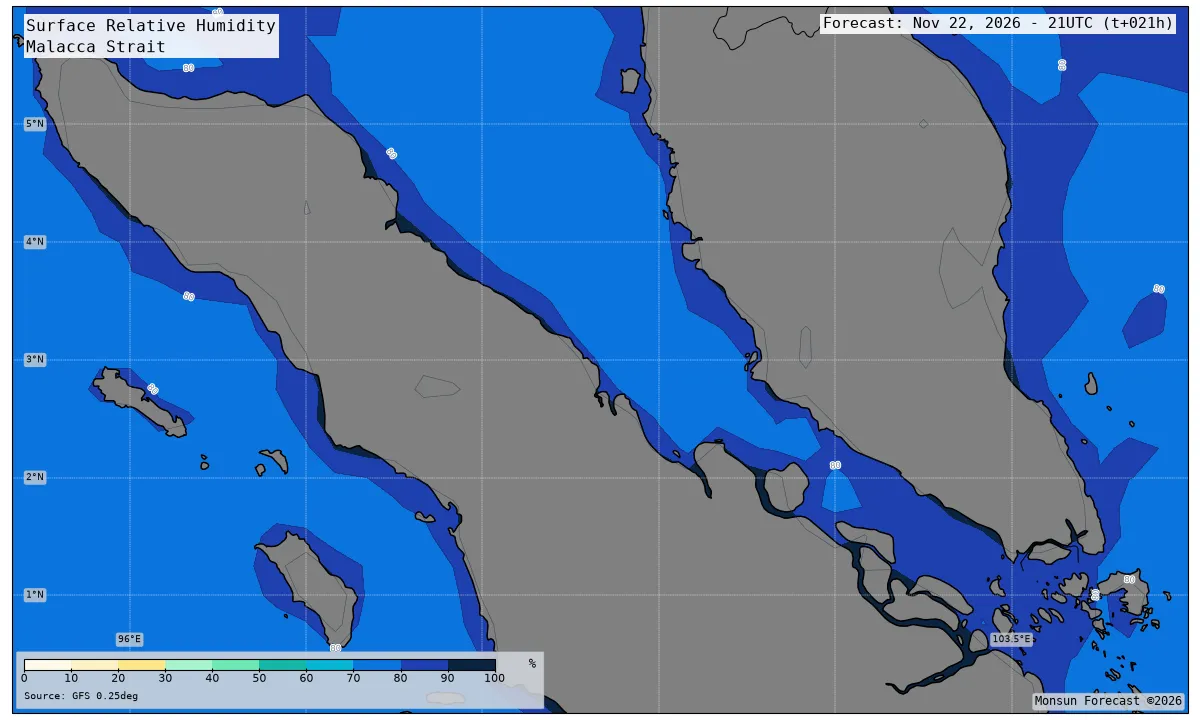 Surface Relative Humidity
Malacca Strait
Forecast: Nov 22, 2026 - 21UTC (t+021h)
80
80
80
5°N
80
4°N
80
80
3°N
80
2°N
80
1°N
80
80
96°E
103.5°E
80
%
0 10 20 30 40 50 60 70 80 90 100
Source: GFS 0.25deg
Monsun Forecast ©2026